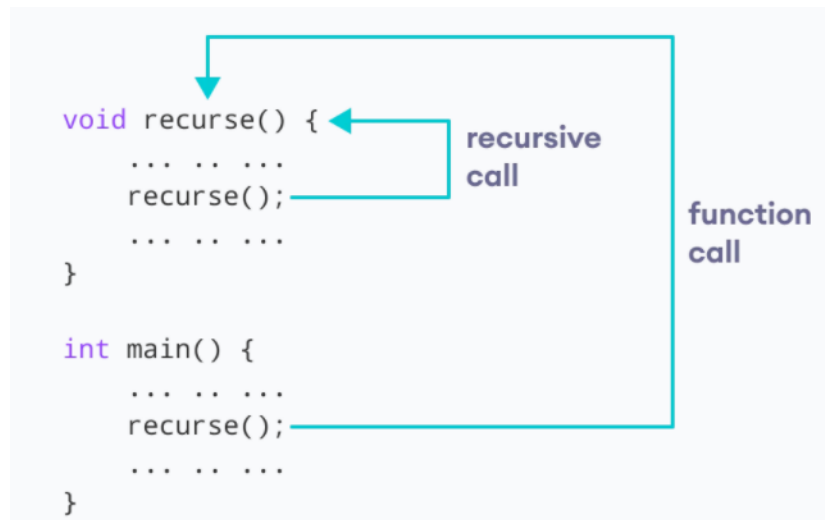 void recurse() {
... .. ...
recurse();
... .. ...
}
recursive
call
function
call
int main() {
... .. ...
recurse();
... .. ...
}